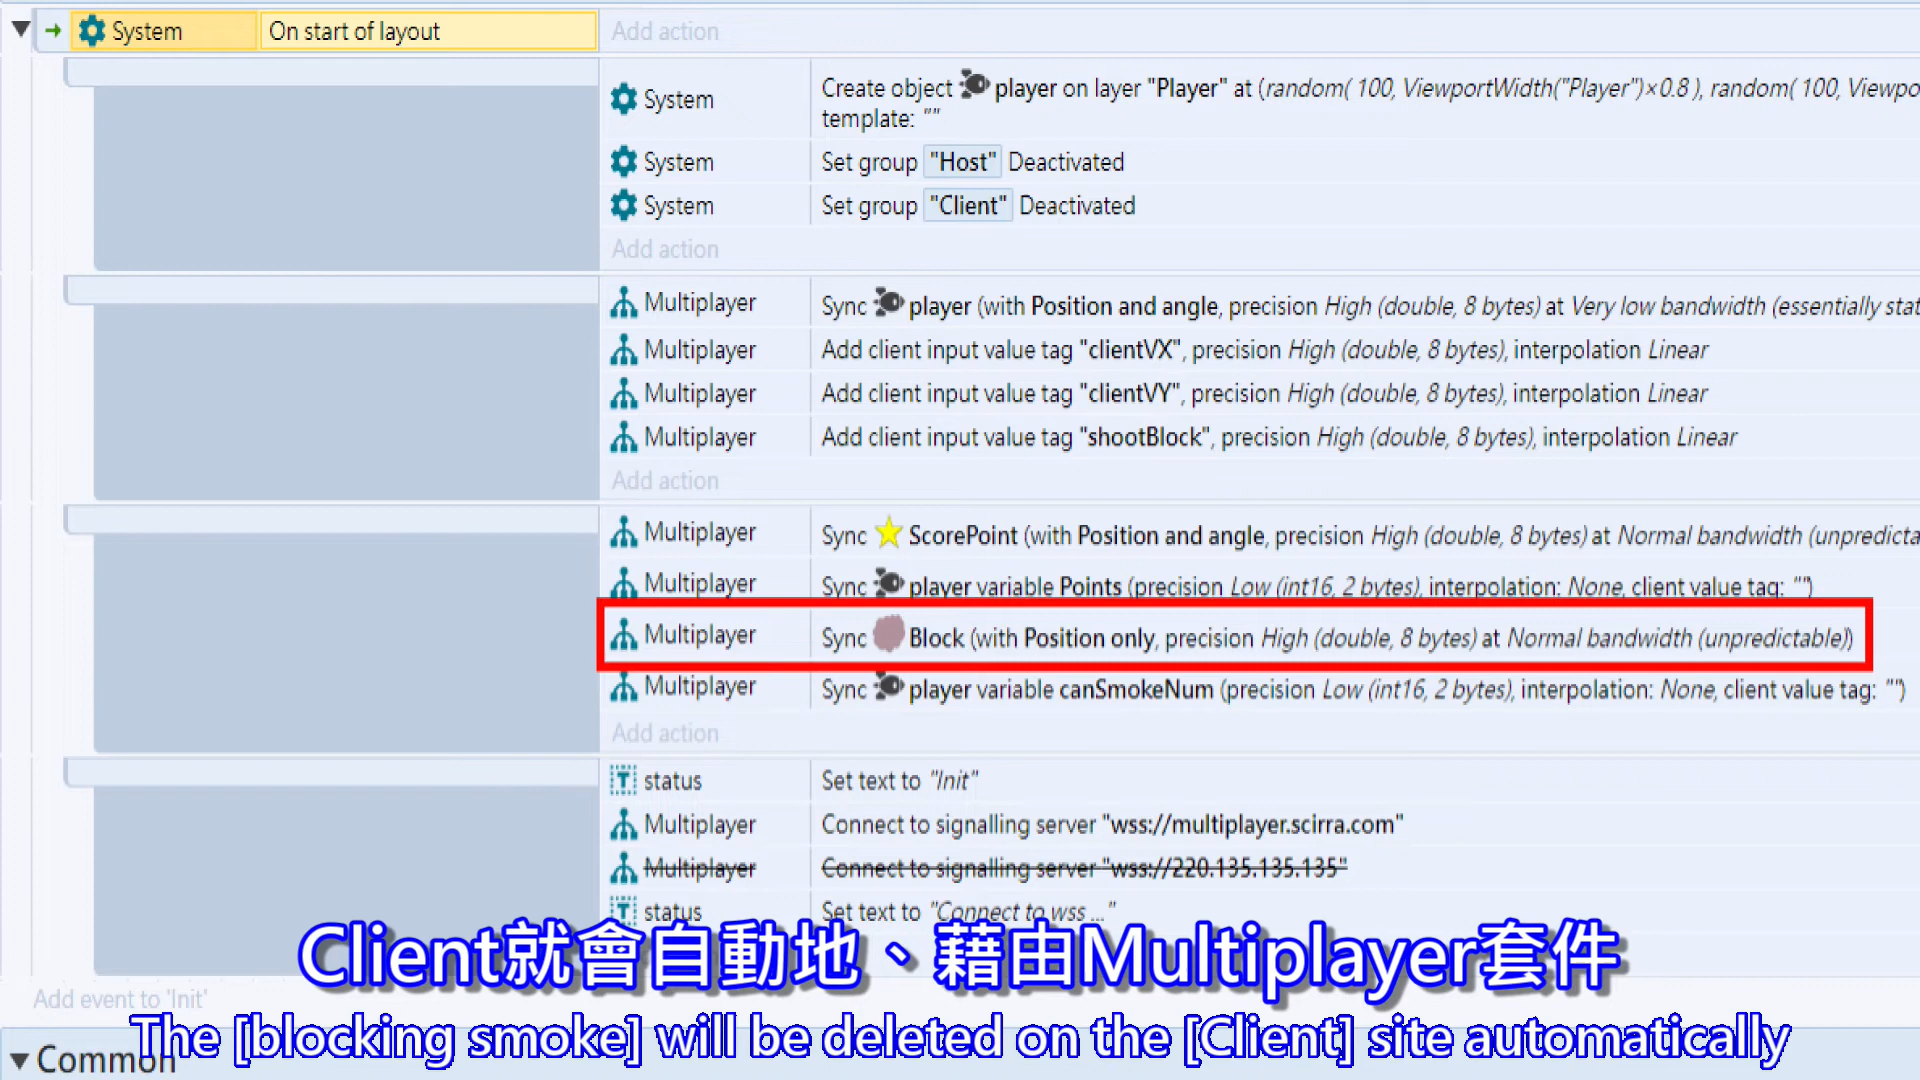 System On start of layout Add action
System Create object player on layer "Player" at (random( 100, ViewportWidth("Player")×0.8 ), random( 100, Viewpo
template: ""
System Set group "Host" Deactivated
System Set group "Client" Deactivated
Add action
Multiplayer Sync player (with Position and angle, precision High (double, 8 bytes) at Very low bandwidth (essentially stat
Multiplayer Add client input value tag "clientVX", precision High (double, 8 bytes), interpolation Linear
Multiplayer Add client input value tag "clientVY", precision High (double, 8 bytes), interpolation Linear
Multiplayer Add client input value tag "shootBlock", precision High (double, 8 bytes), interpolation Linear
Add action
Multiplayer Sync ScorePoint (with Position and angle, precision High (double, 8 bytes) at Normal bandwidth (unpredicta
Multiplayer Sync player variable Points (precision Low (int16, 2 bytes), interpolation: None, client value tag: "")
Multiplayer Sync Block (with Position only, precision High (double, 8 bytes) at Normal bandwidth (unpredictable))
Multiplayer Sync player variable canSmokeNum (precision Low (int16, 2 bytes), interpolation: None, client value tag: "")
Add action
status Set text to "Init"
Multiplayer Connect to signalling server "wss://multiplayer.scirra.com"
Multiplayer Connect to signalling server "wss://220.135.135.135"
status Set text to "Connect to wss ..."
Client就會自動地、藉由Multiplayer套件
Add event to 'Init'
The [blocking smoke] will be deleted on the [Client] site automatically
Common